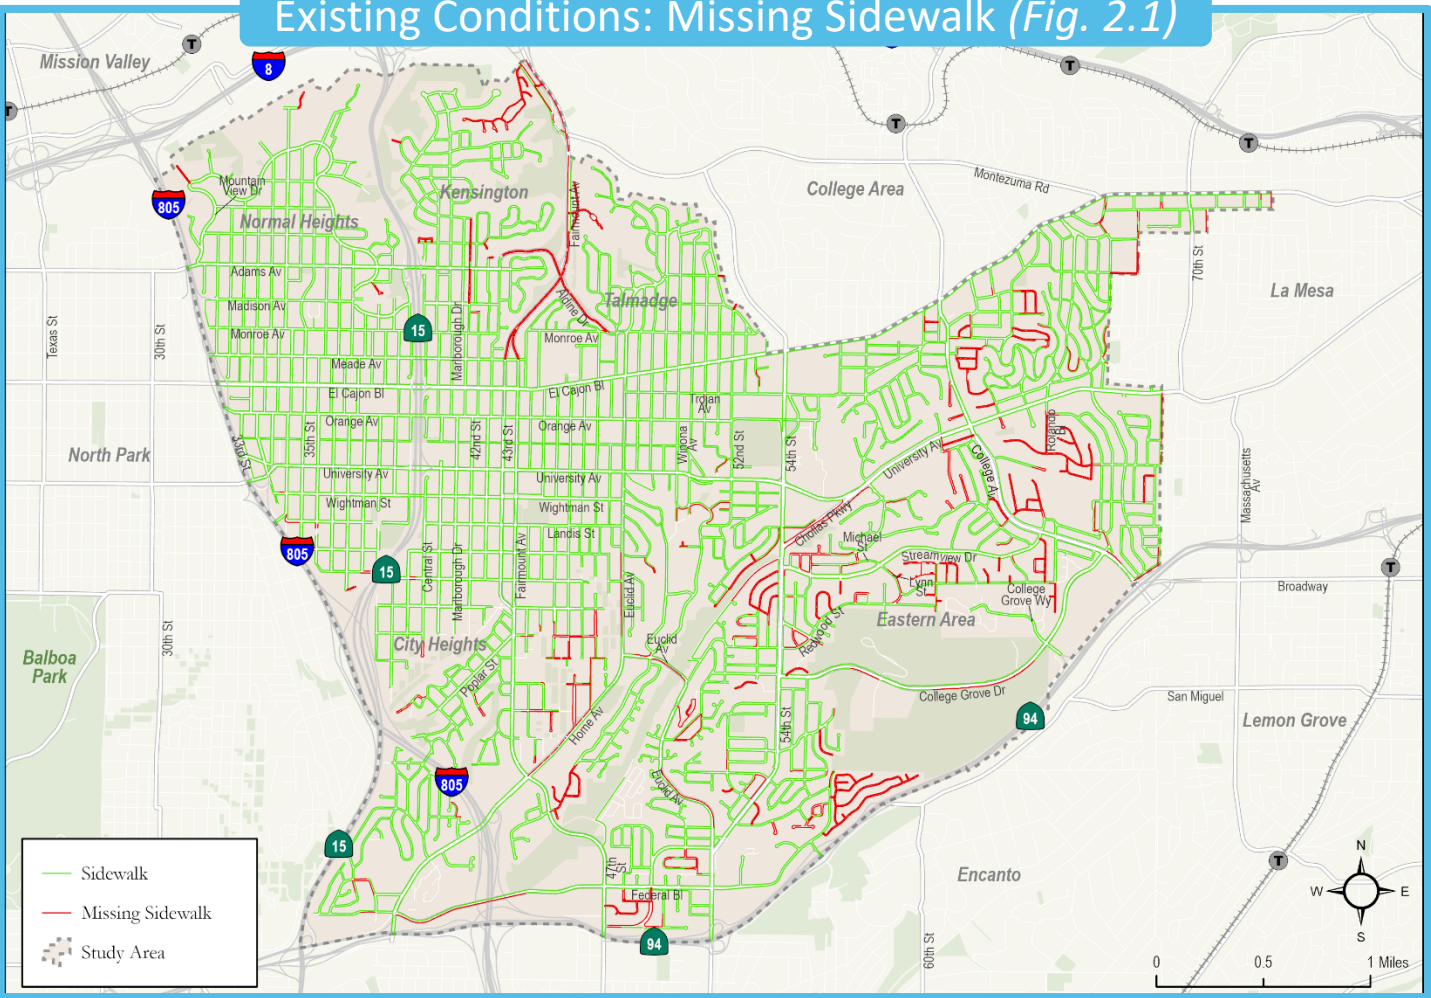 Existing Conditions: Missing Sidewalk (Fig. 2.1)
Mission Valley
T
8
T
T
T
T
Mountain
View Dr
805
Normal Heights
Kensington
Fairmount Av
College Area
Montezuma Rd
70th St
La Mesa
Adams Av
Madison Av
Monroe Av
Meade Av
El Cajon Bl
Orange Av
University Av
Wightman St
Texas St
30th St
15
Marlborough Dr
Aldine Dr
Talmadge
Monroe Av
El Cajon Bl
Trojan
Av
Orange Av
North Park
33rd St
35th St
42nd St
43rd St
Winona
Av
52nd St
54th St
University Av
College Av
Rolando
Bl
Massachusetts
Av
University Av
Wightman St
Landis St
Chollas Pkwy
Michael
St
Streamview Dr
805
15
Central St
Marlborough Dr
Fairmount Av
Euclid Av
Lynn
St
College
Grove Wy
T
Broadway
30th St
City Heights
Euclid
Av
Redwood St
Eastern Area
Balboa
Park
Poplar St
Home Av
College Grove Dr
54th St
94
San Miguel
Lemon Grove
805
Euclid Av
15
47th
St
Federal Bl
94
Encanto
60th St
T
Sidewalk
Missing Sidewalk
Study Area
N
W
E
S
0 0.5 1 Miles